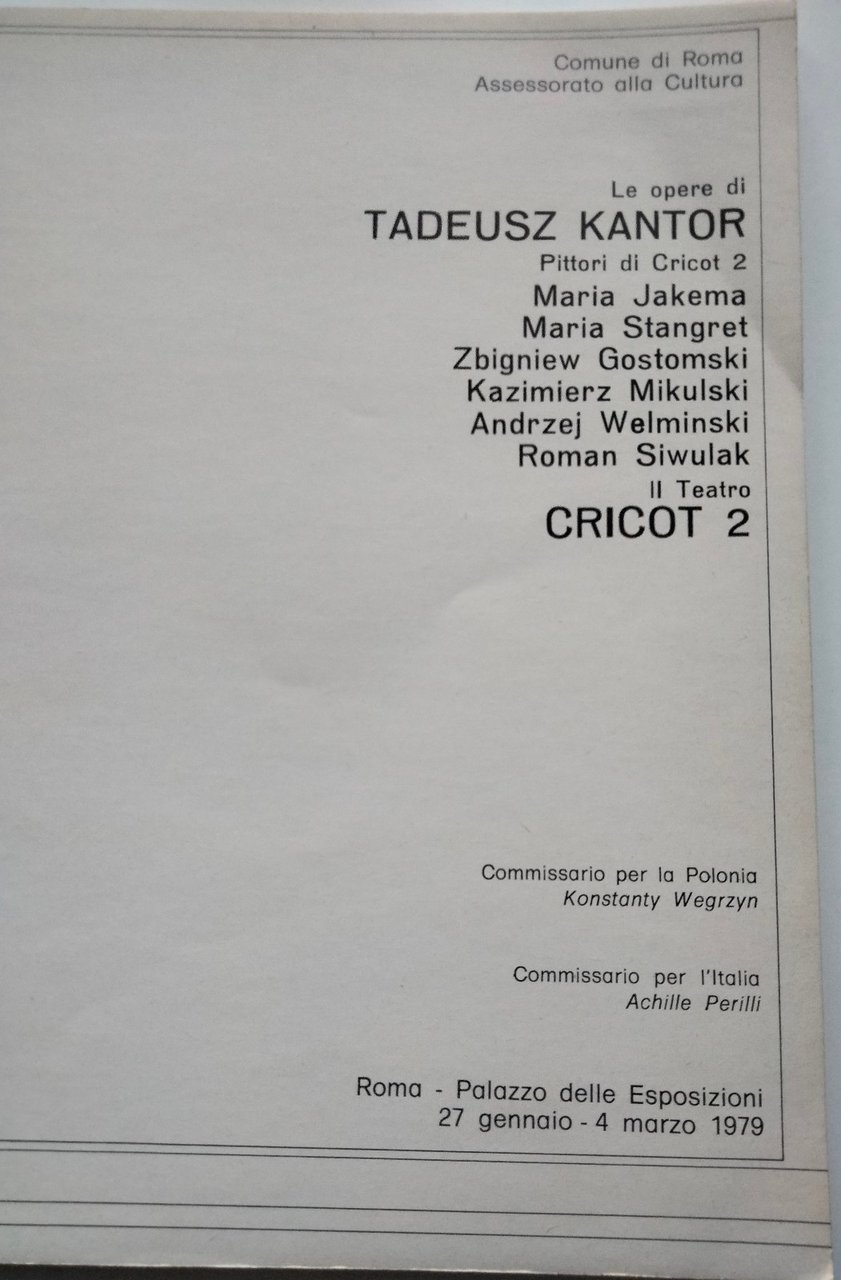 Comune di Roma
Assessorato alla Cultura
Le opere di
TADEUSZ KANTOR
Pittori di Cricot 2
Maria Jakema
Maria Stangret
Zbigniew Gostomski
Kazimierz Mikulski
Andrzej Welminski
Roman Siwulak
Il Teatro
CRICOT 2
Commissario per la Polonia
Konstanty Wegrzyn
Commissario per l'Italia
Achille Perilli
Roma - Palazzo delle Esposizioni
27 gennaio - 4 marzo 1979